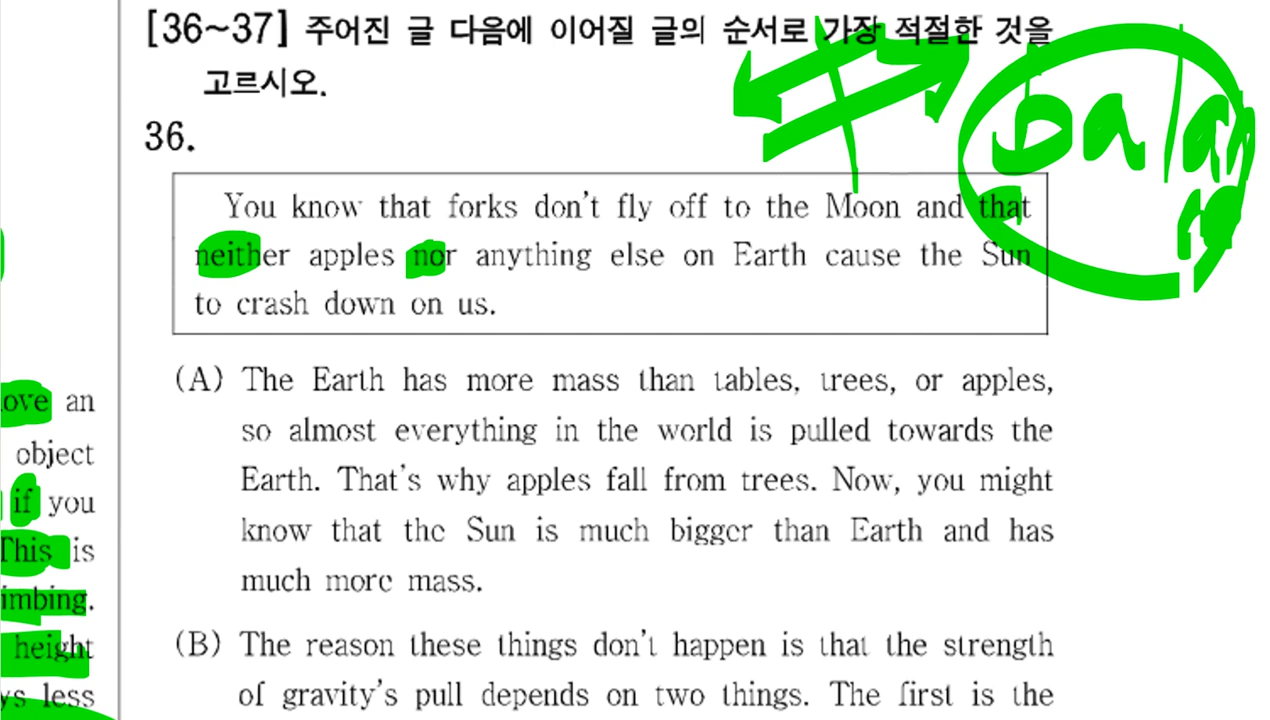 [36~37] 주어진 글 다음에 이어질 글의 순서로 가장 적절한 것을
고르시오.
36.
You know that forks don't fly off to the Moon and that
neither apples nor anything else on Earth cause the Sun
to crash down on us.
(A) The Earth has more mass than tables, trees, or apples,
so almost everything in the world is pulled towards the
Earth. That's why apples fall from trees. Now, you might
know that the Sun is much bigger than Earth and has
much more mass.
(B) The reason these things don't happen is that the strength
of gravity's pull depends on two things. The first is the
an
object
if you
This is
imbing.
height
less
balan